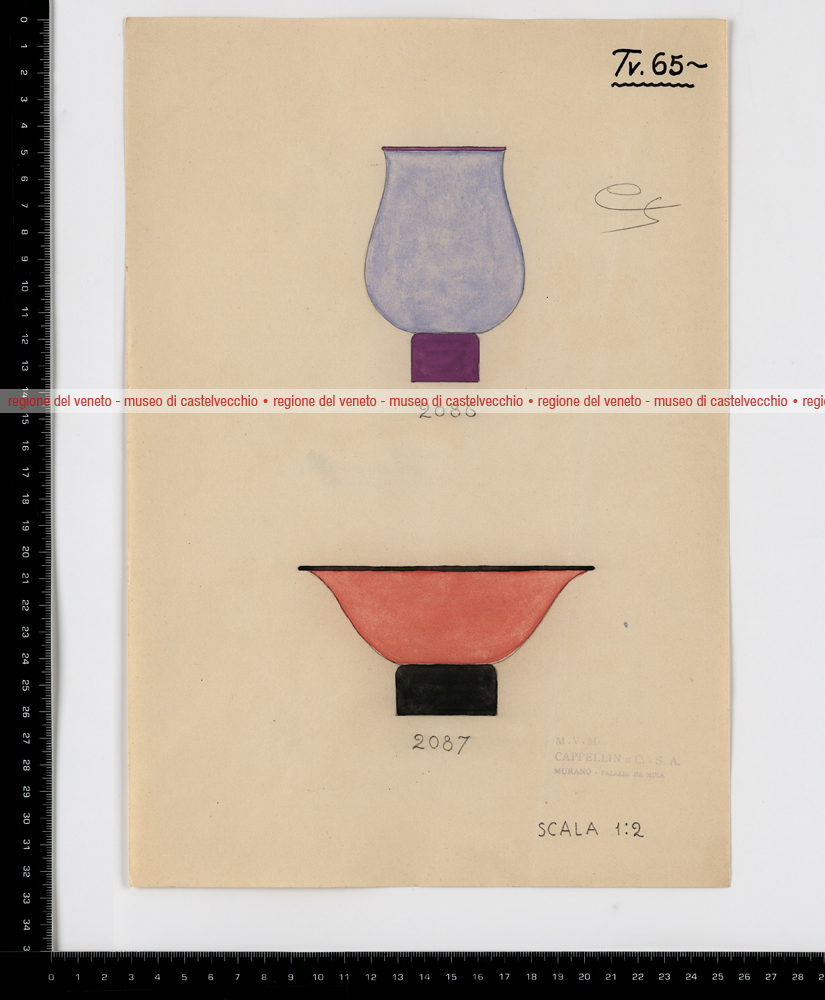 Tv. 65~
regione del veneto - museo di castelvecchio • regione del veneto - museo di castelvecchio • regione del veneto - museo di castelvecchio • regi
2086
2087
M.V.M.
CAPPELLIN & C. - S. A.
MURANO - PALAZZO DA MULA
SCALA 1:2
0 1 2 3 4 5 6 7 8 9 10 11 12 13 14 15 16 17 18 19 20 21 22 23 24 25 26 27 28 29 30 31 32 33 34 3
0 1 2 3 4 5 6 7 8 9 10 11 12 13 14 15 16 17 18 19 20 21 22 23 24 25 26 27 28 2